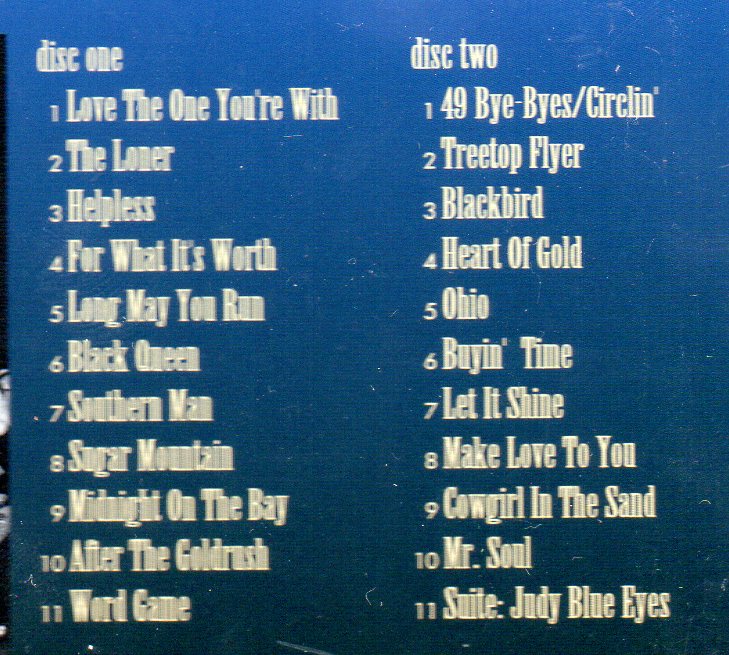 disc one
1 Love The One You're With
2 The Loner
3 Helpless
4 For What It's Worth
5 Long May You Run
6 Black Queen
7 Southern Man
8 Sugar Mountain
9 Midnight On The Bay
10 After The Goldrush
11 Word Game
disc two
1 49 Bye-Byes/Circlin'
2 Treetop Flyer
3 Blackbird
4 Heart Of Gold
5 Ohio
6 Buyin' Time
7 Let It Shine
8 Make Love To You
9 Cowgirl In The Sand
10 Mr. Soul
11 Suite: Judy Blue Eyes